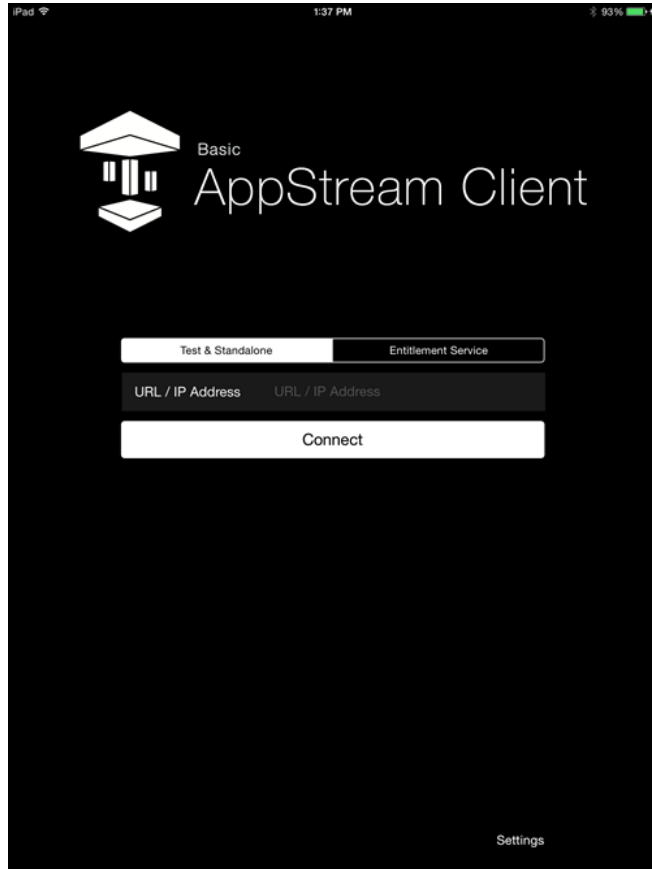 iPad 1:37 PM 93%
Basic
AppStream Client
Test & Standalone Entitlement Service
URL / IP Address URL / IP Address
Connect
Settings